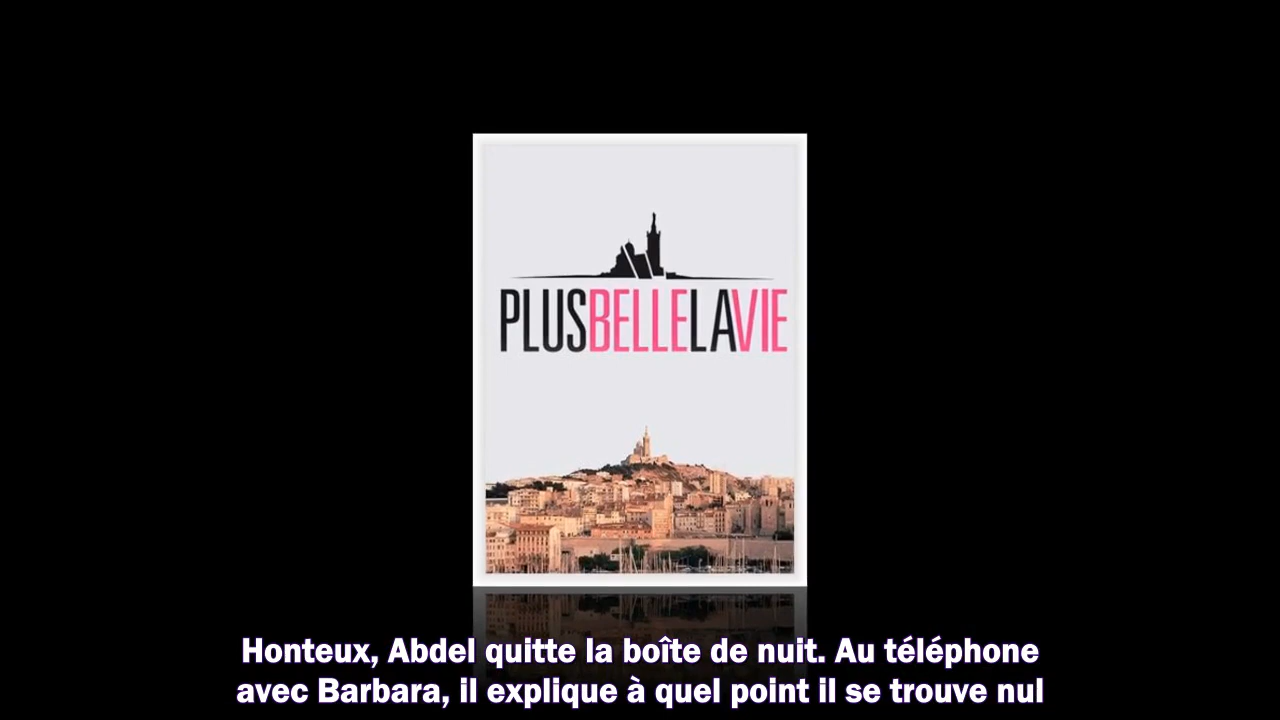 PLUSBELLELAVIE
Honteux, Abdel quitte la boîte de nuit. Au téléphone
avec Barbara, il explique à quel point il se trouve nul